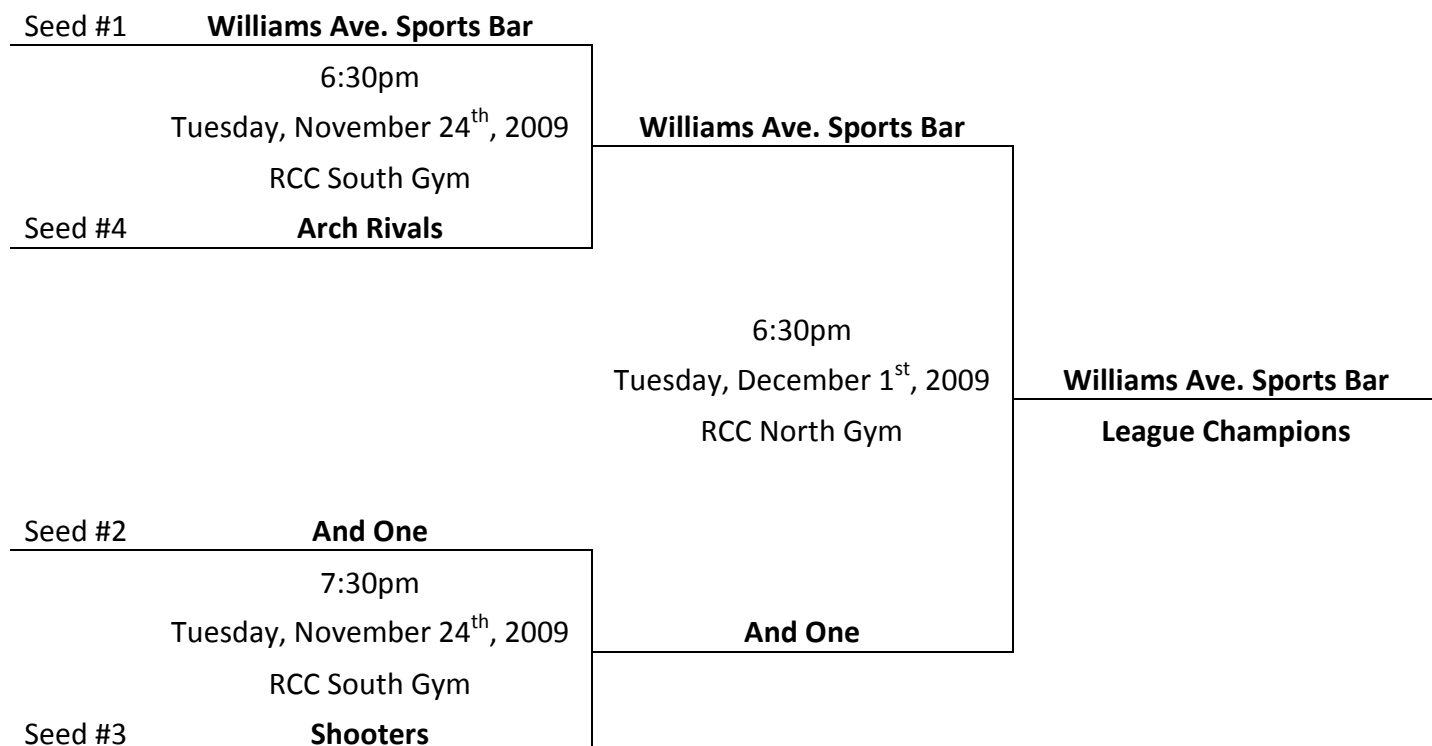 Seed #1 Williams Ave. Sports Bar
6:30pm
Tuesday, November 24th, 2009
RCC South Gym
Seed #4 Arch Rivals
Williams Ave. Sports Bar
6:30pm
Tuesday, December 1st, 2009
RCC North Gym
Williams Ave. Sports Bar
League Champions
Seed #2 And One
7:30pm
Tuesday, November 24th, 2009
RCC South Gym
Seed #3 Shooters
And One